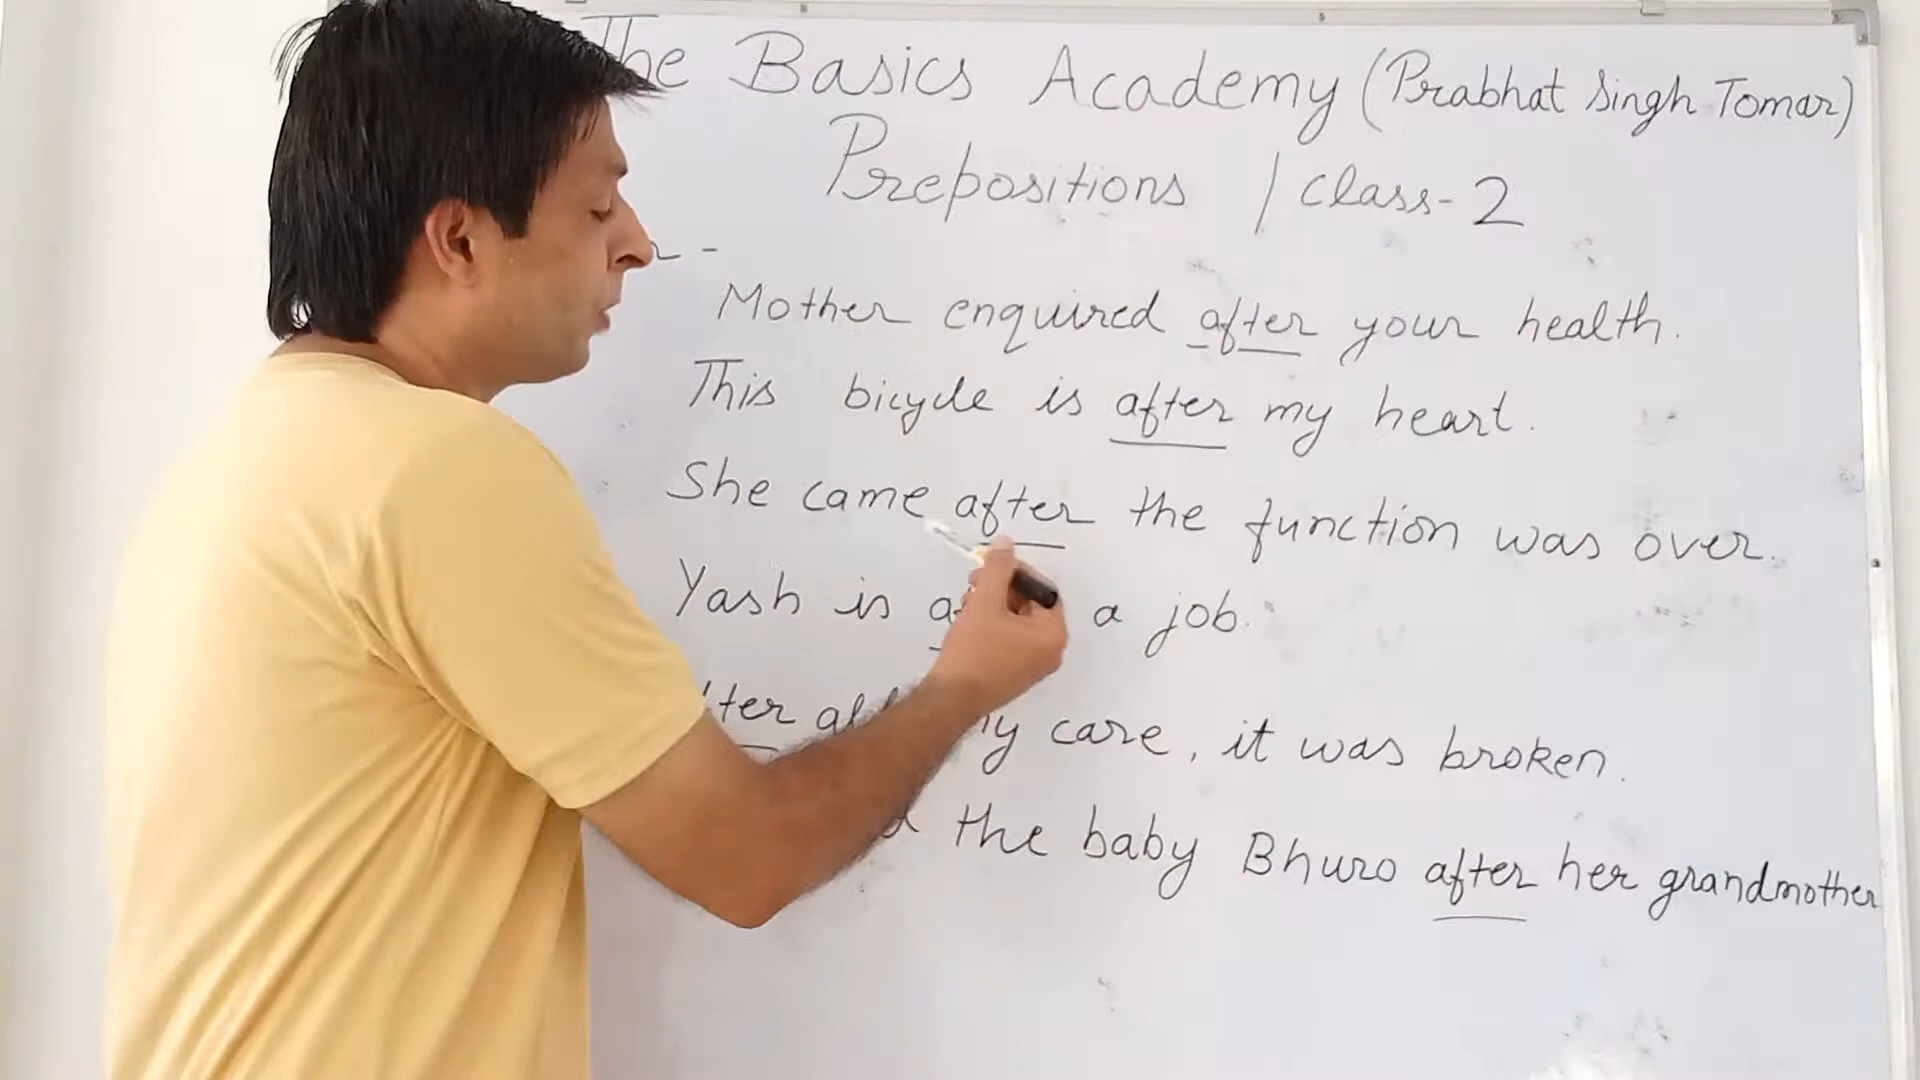 The Basics Academy (Prabhat Singh Tomar)
Prepositions / Class-2
Mother enquired after your health.
This bicycle is after my heart.
She came after the function was over.
Yash is a job.
care, it was broken.
the baby Bhuro after her grandmother